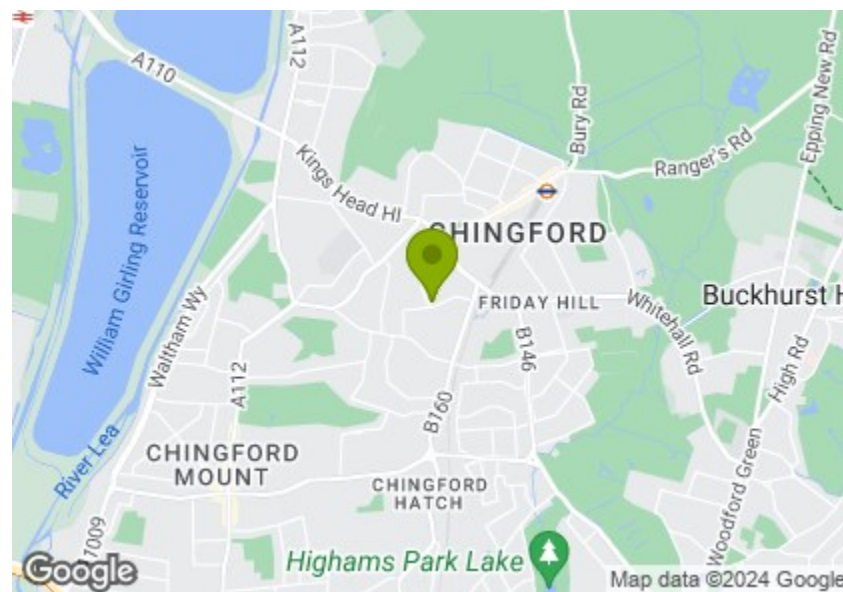 A110
A112
Bury Rd
Epping New Rd
Ranger's Rd
Kings Head Hl
William Girling Reservoir
CHINGFORD
Waltham Wy
FRIDAY HILL
Whitehall Rd
Buckhurst H
B146
High Rd
A112
B160
River Lea
CHINGFORD
MOUNT
CHINGFORD
HATCH
Woodford Green
Highams Park Lake
Google
Map data ©2024 Google